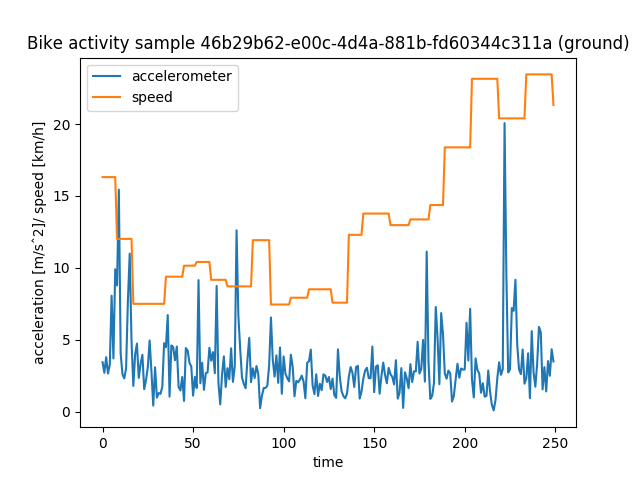 Bike activity sample 46b29b62-e00c-4d4a-881b-fd60344c311a (ground)
accelerometer
speed
acceleration [m/s^2]/ speed [km/h]
20
15
10
5
0
0
50
100
150
200
250
time